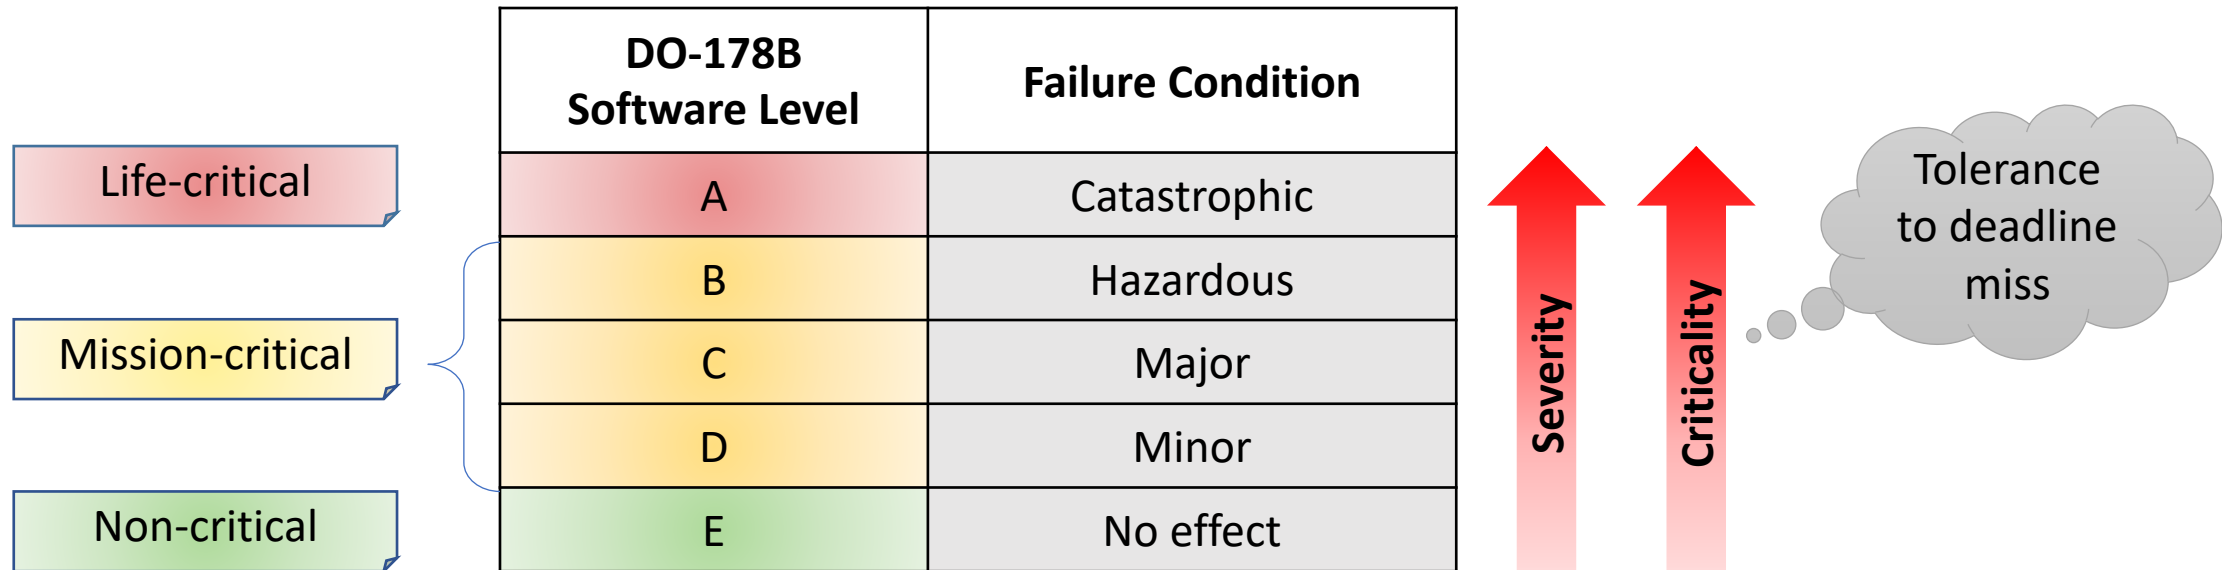 DO-178B
Software Level
Failure Condition
Life-critical
A
Catastrophic
B
Hazardous
Mission-critical
C
Major
D
Minor
Non-critical
E
No effect
Severity
Criticality
Tolerance
to deadline
miss